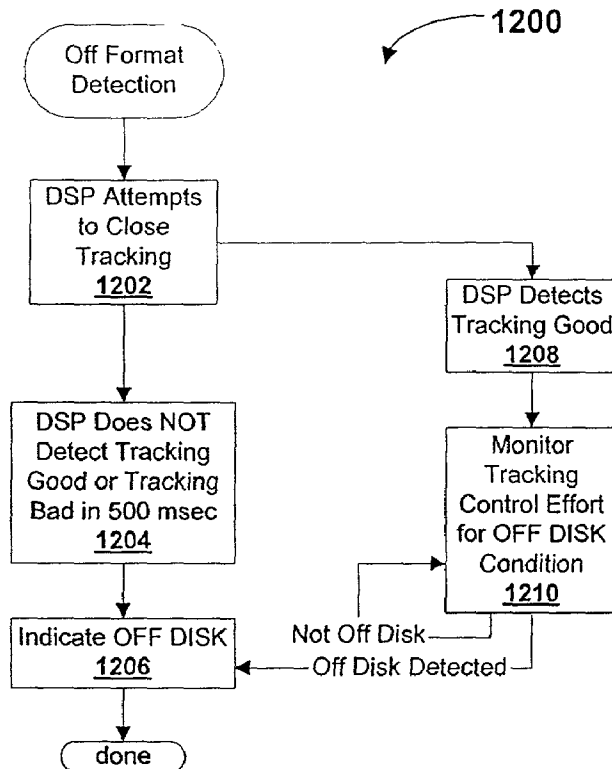 1200
Off Format
Detection
DSP Attempts
to Close
Tracking
1202
DSP Detects
Tracking Good
1208
DSP Does NOT
Detect Tracking
Good or Tracking
Bad in 500 msec
1204
Monitor
Tracking
Control Effort
for OFF DISK
Condition
1210
Indicate OFF DISK
1206
Not Off Disk
Off Disk Detected
done